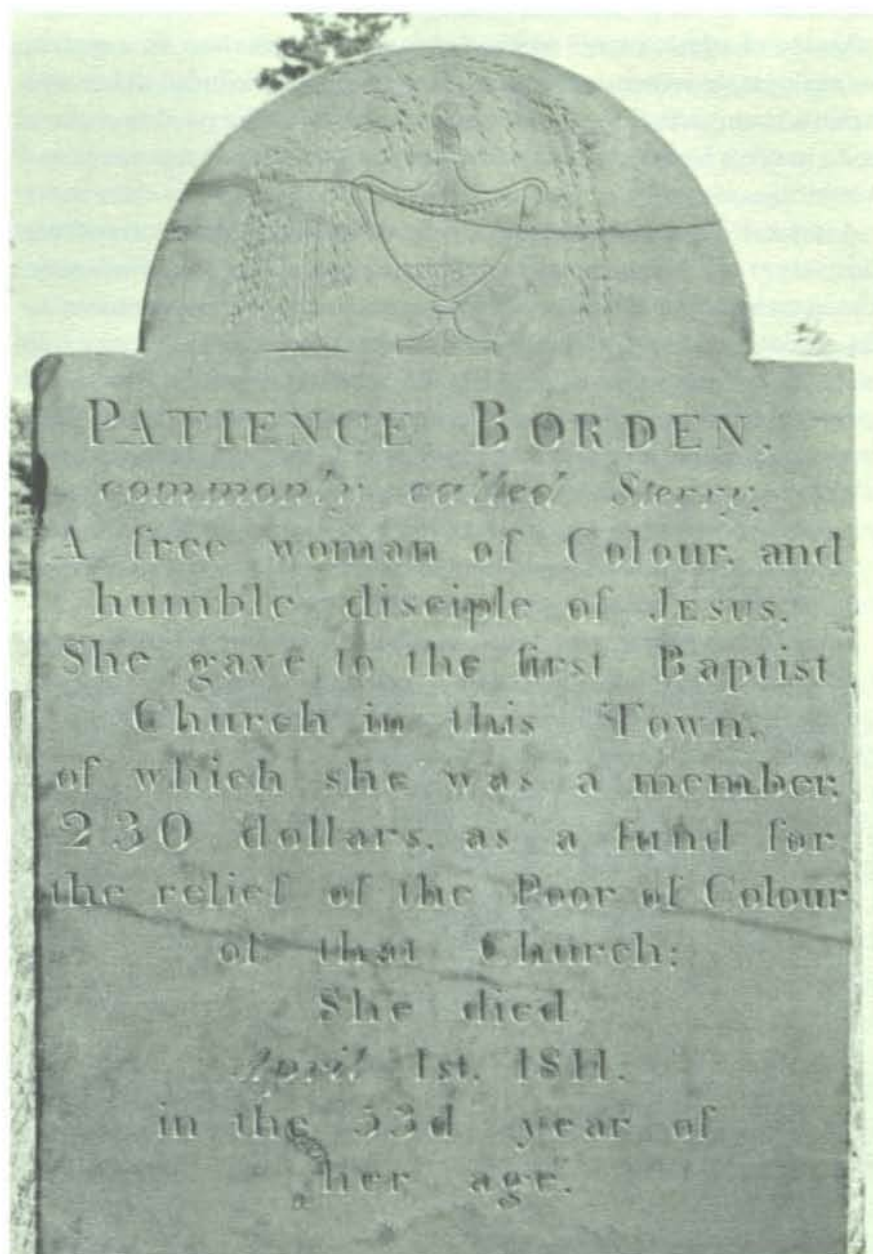 PATIENCE BORDEN,
commonly called Sterry,
A free woman of Colour, and
humble disciple of JESUS.
She gave to the first Baptist
Church in this Town,
of which she was a member,
230 dollars, as a fund for
the relief of the Poor of Colour
of that Church;
She died
April 1st. 1811.
in the 53d year of
her age.